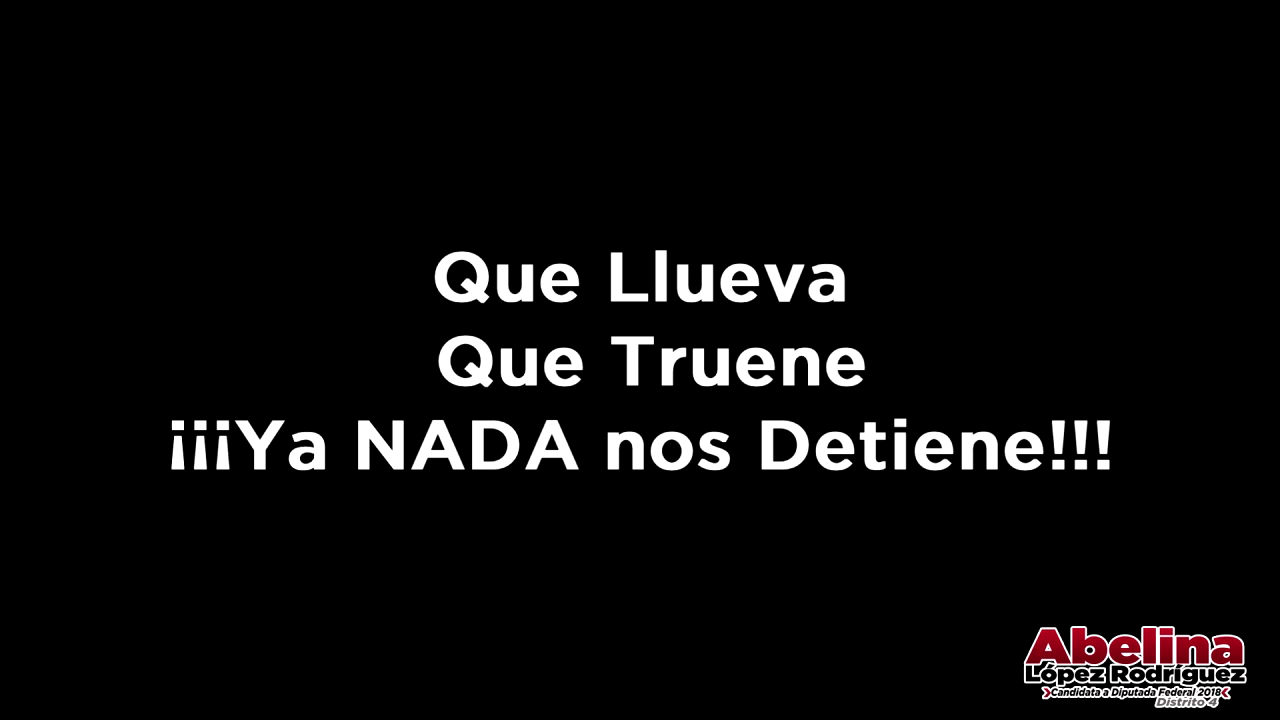 Que Llueva
Que Truene
¡¡¡Ya NADA nos Detiene!!!
Abelina
López Rodríguez
Candidata a Diputada Federal 2018
Distrito 4